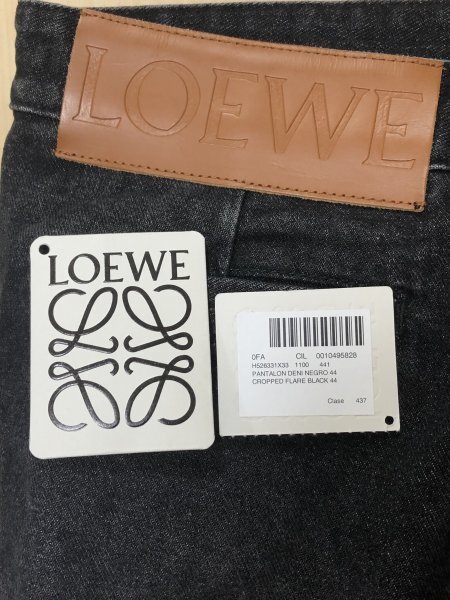 LOEWE
LOEWE
0FA CIL 0010495828
H526331X33 1100 441
PANTALON DENI NEGRO 44
CROPPED FLARE BLACK 44
Clase 437